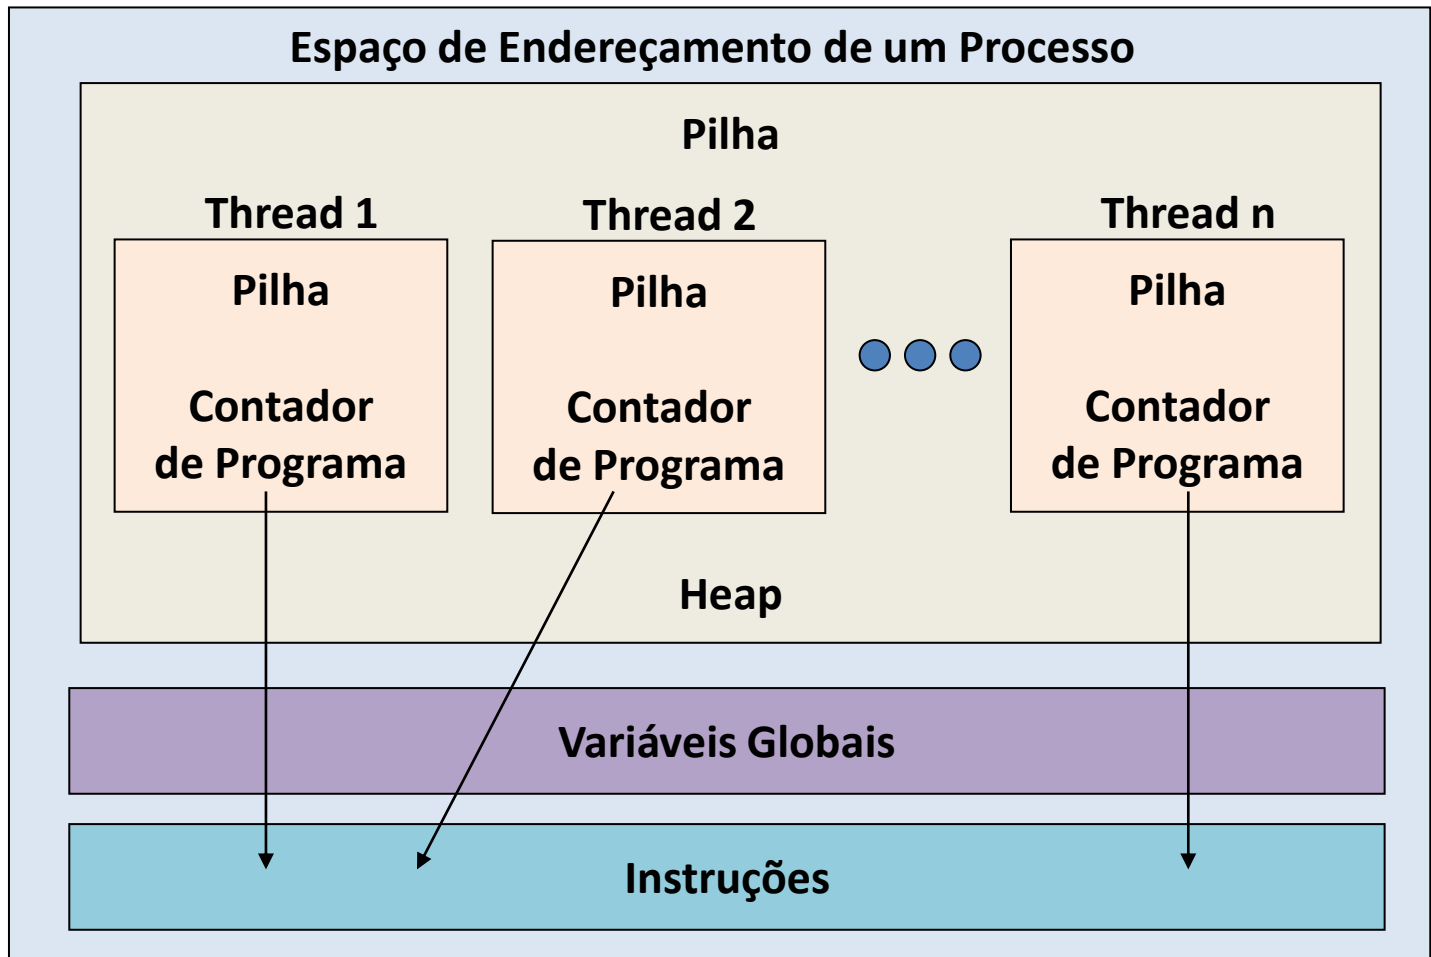 Espaço de Endereçamento de um Processo
Pilha
Thread 1
Thread 2
Thread n
Pilha
Contador
de Programa
Pilha
Contador
de Programa
Pilha
Contador
de Programa
Heap
Variáveis Globais
Instruções